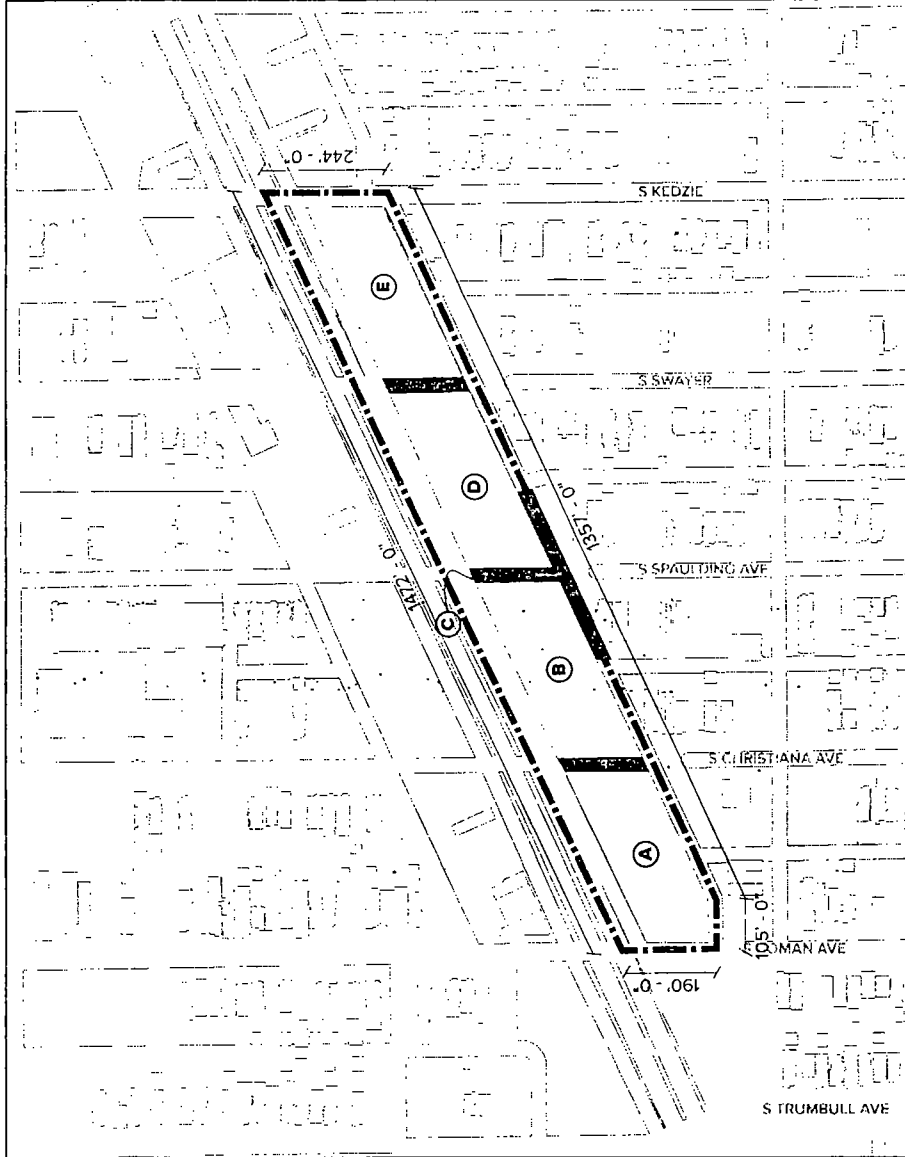 244' - 0"
S KEDZIE
E
S SWAYER
D
1472' - 0"
1357' - 0"
S SPAULDING AVE
C
B
S CHRISTIANA AVE
A
105' - 0"
190' - 0"
S TRUMBULL AVE